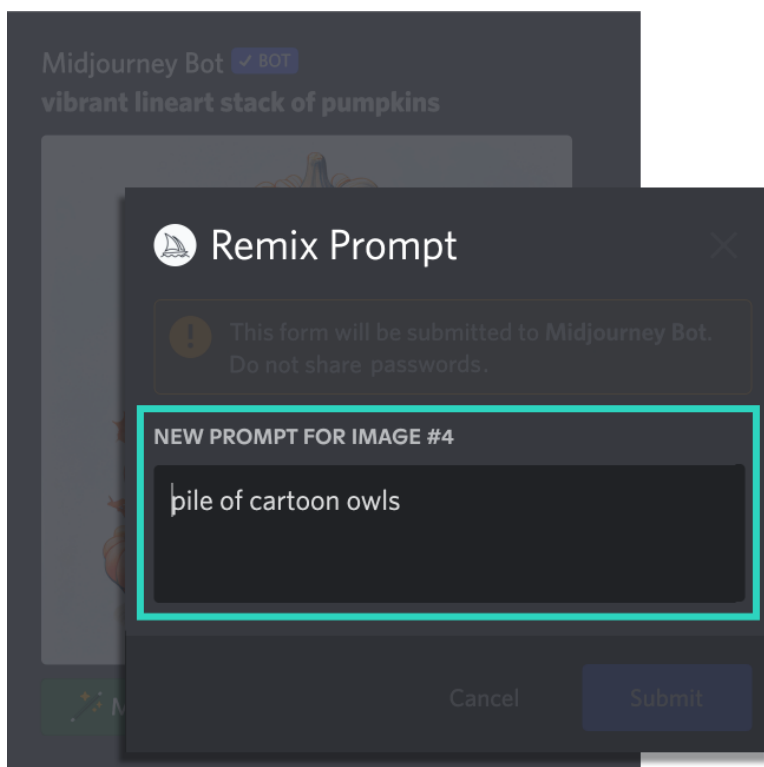 Midjourney Bot ✓ BOT
vibrant lineart stack of pumpkins
Remix Prompt
This form will be submitted to Midjourney Bot.
Do not share passwords.
NEW PROMPT FOR IMAGE #4
pile of cartoon owls
M
Cancel
Submit